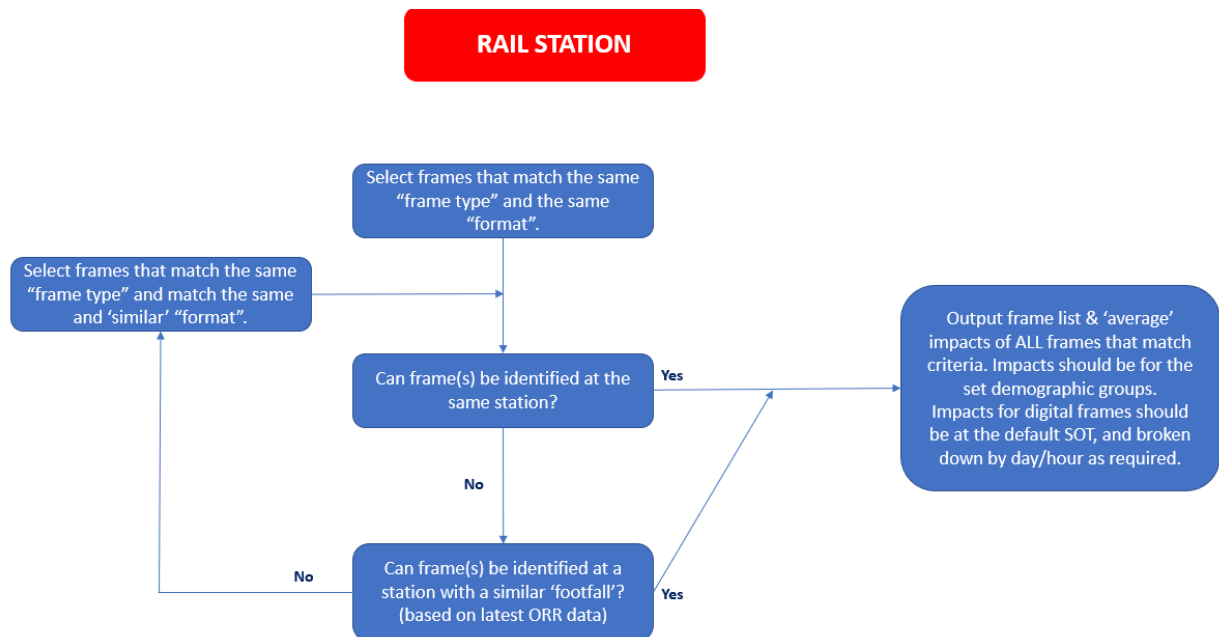 RAIL STATION
Select frames that match the same
“frame type” and the same
“format”.
Select frames that match the same
“frame type” and match the same
and ‘similar’ “format”.
Can frame(s) be identified at the
same station?
Yes
Output frame list & ‘average’
impacts of ALL frames that match
criteria. Impacts should be for the
set demographic groups.
Impacts for digital frames should
be at the default SOT, and broken
down by day/hour as required.
No
Can frame(s) be identified at a
station with a similar ‘footfall’?
(based on latest ORR data)
No
Yes